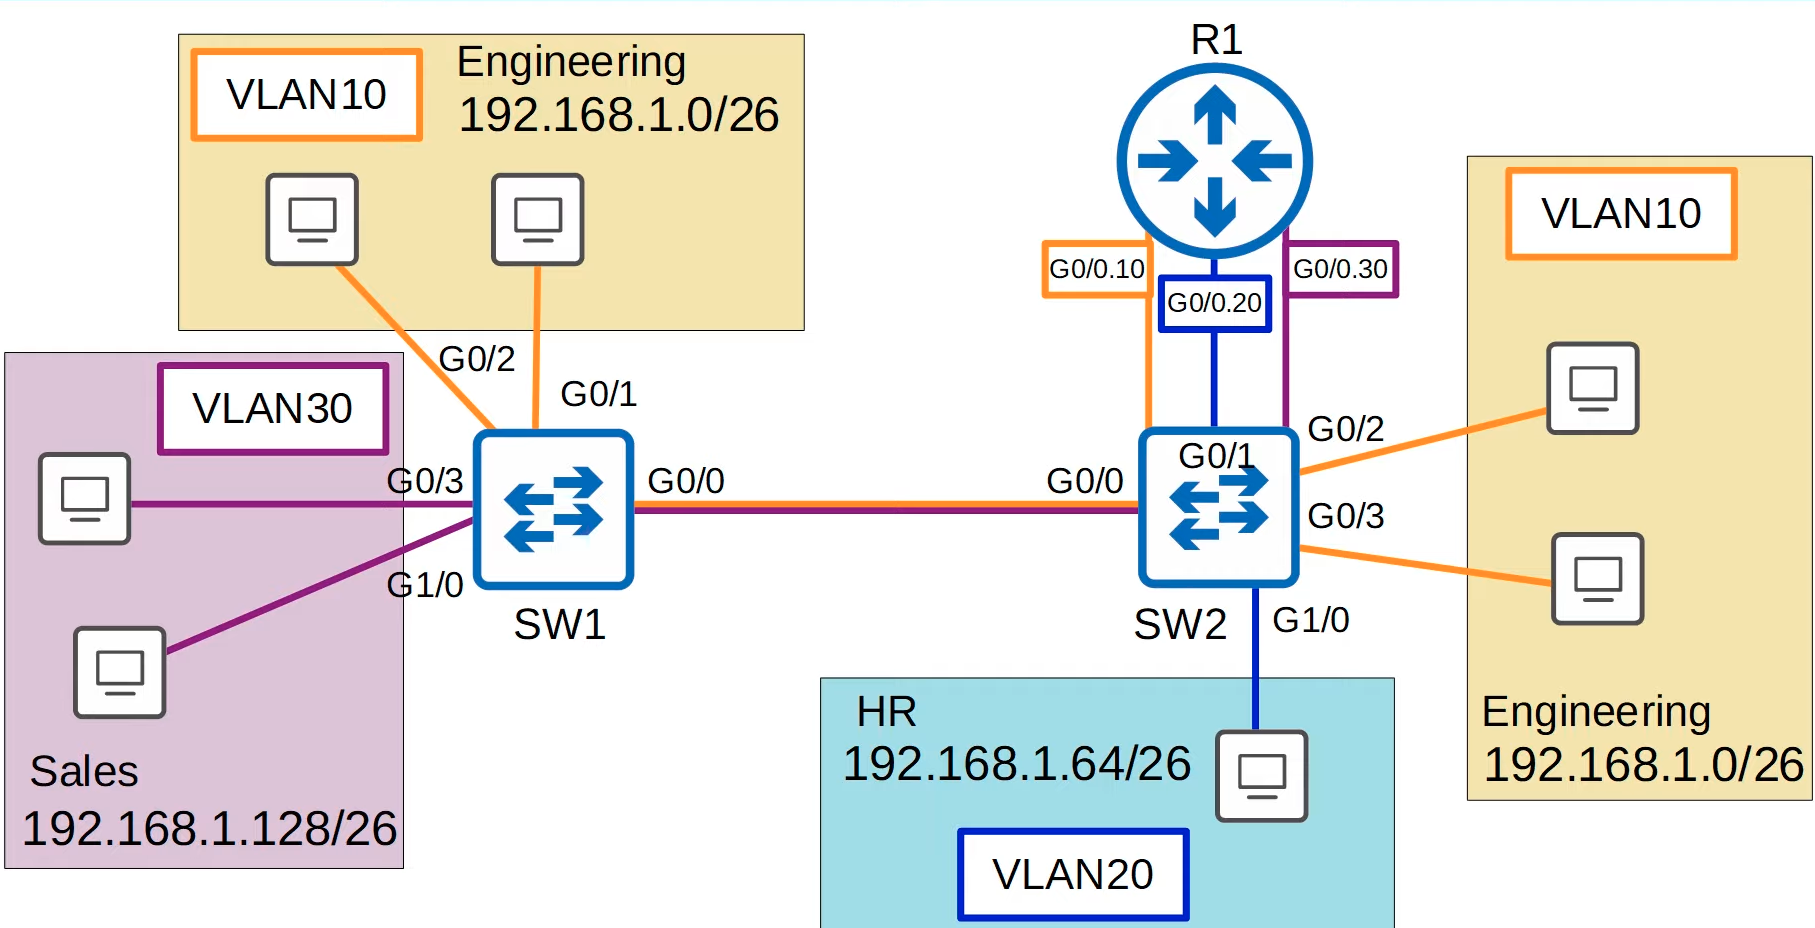 R1
VLAN10
Engineering
192.168.1.0/26
VLAN10
G0/0.10
G0/0.20
G0/0.30
G0/2
G0/1
VLAN30
G0/3
G0/0
G1/0
SW1
Sales
192.168.1.128/26
G0/0
G0/1
G0/2
G0/3
SW2
G1/0
HR
192.168.1.64/26
VLAN20
Engineering
192.168.1.0/26